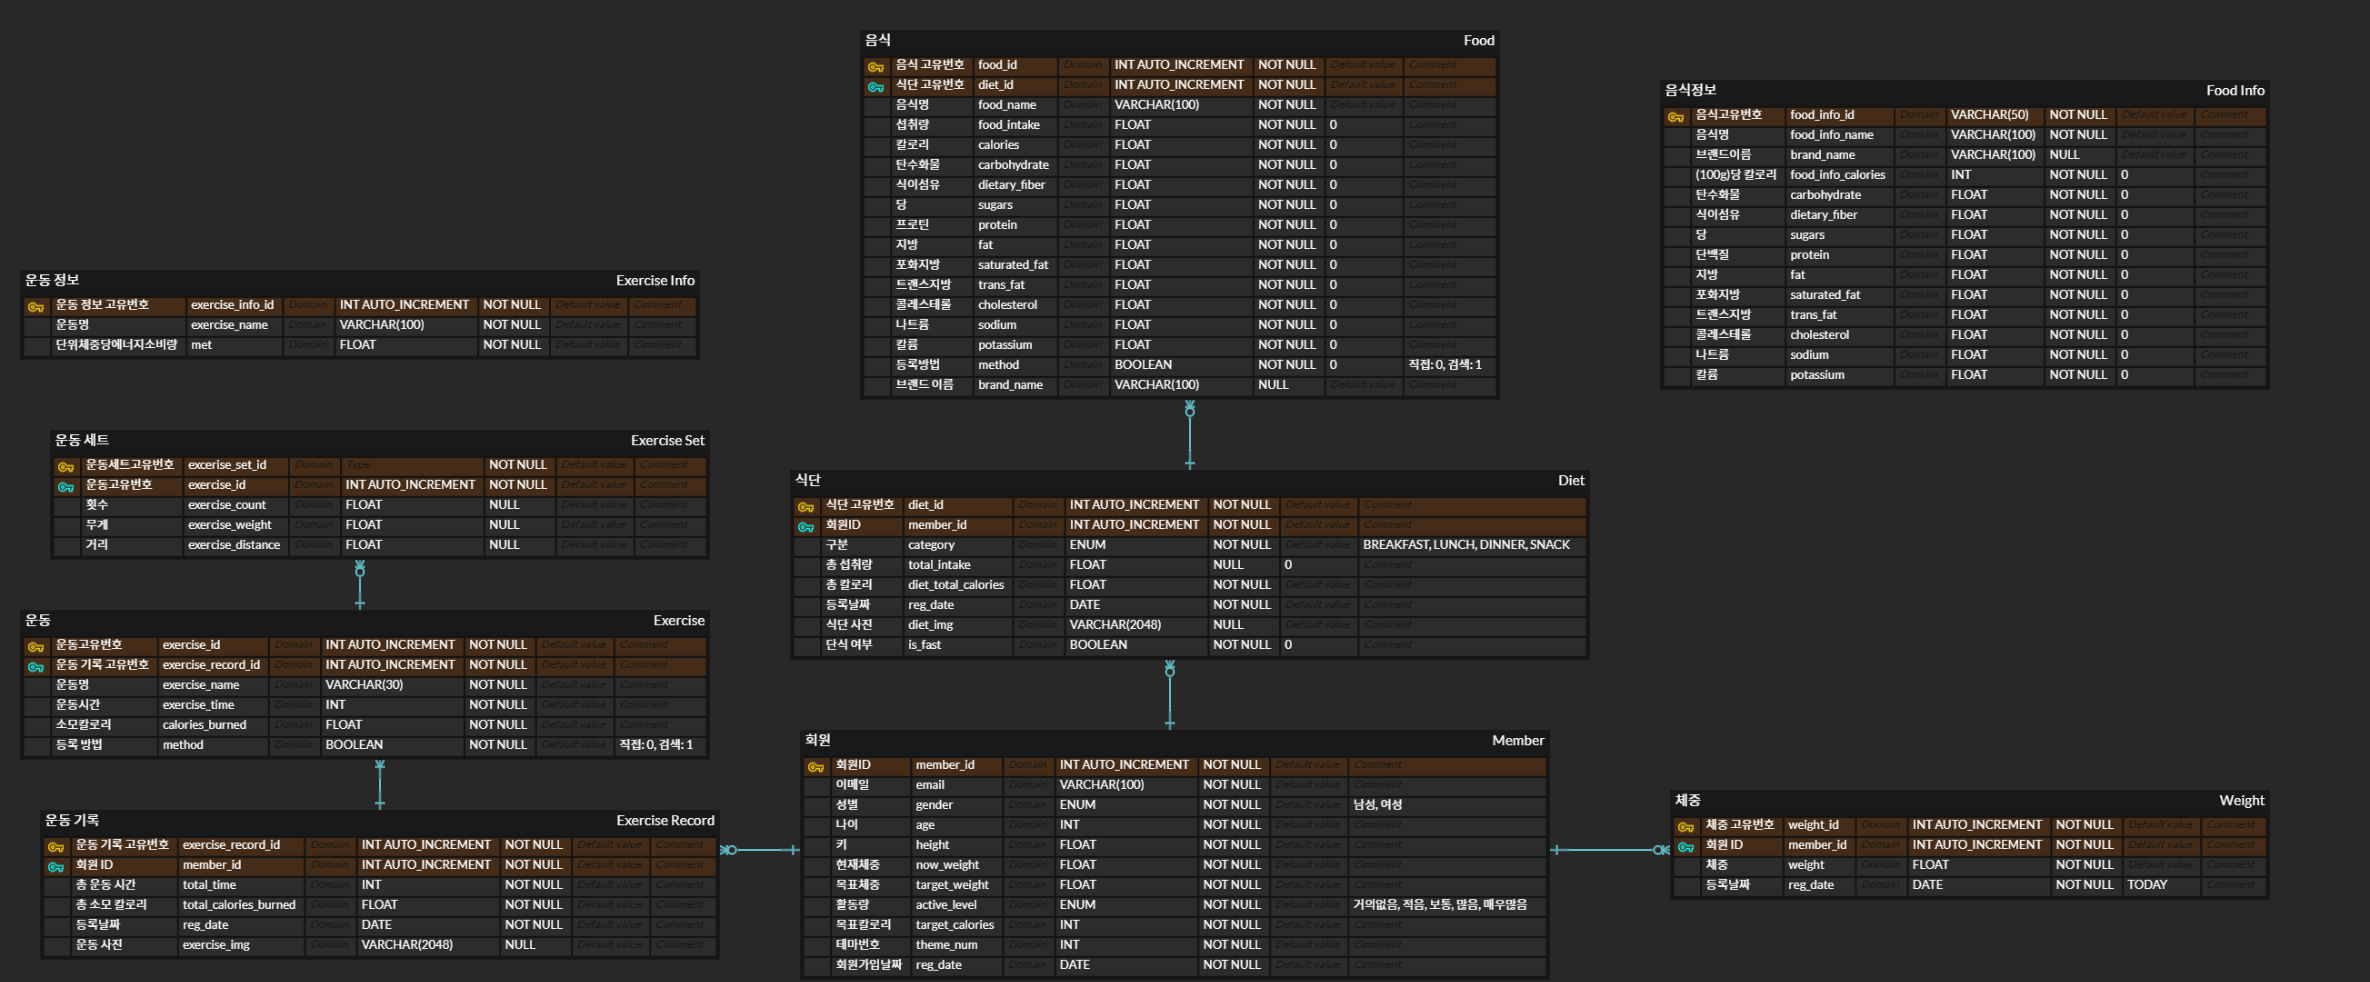 음식 Food
음식 고유번호 food_id Domain INT AUTO_INCREMENT NOT NULL Default value Comment
식단 고유번호 diet_id Domain INT AUTO_INCREMENT NOT NULL Default value Comment
음식명 food_name Domain VARCHAR(100) NOT NULL Default value Comment
섭취량 food_intake Domain FLOAT NOT NULL 0 Comment
칼로리 calories Domain FLOAT NOT NULL 0 Comment
탄수화물 carbohydrate Domain FLOAT NOT NULL 0 Comment
식이섬유 dietary_fiber Domain FLOAT NOT NULL 0 Comment
당 sugars Domain FLOAT NOT NULL 0 Comment
프로틴 protein Domain FLOAT NOT NULL 0 Comment
지방 fat Domain FLOAT NOT NULL 0 Comment
포화지방 saturated_fat Domain FLOAT NOT NULL 0 Comment
트랜스지방 trans_fat Domain FLOAT NOT NULL 0 Comment
콜레스테롤 cholesterol Domain FLOAT NOT NULL 0 Comment
나트륨 sodium Domain FLOAT NOT NULL 0 Comment
칼륨 potassium Domain FLOAT NOT NULL 0 Comment
등록방법 method Domain BOOLEAN NOT NULL 0 직접: 0, 검색: 1
브랜드 이름 brand_name Domain VARCHAR(100) NULL Default value Comment
음식정보 Food Info
음식고유번호 food_info_id Domain VARCHAR(50) NOT NULL Default value Comment
음식명 food_info_name Domain VARCHAR(100) NOT NULL Default value Comment
브랜드이름 brand_name Domain VARCHAR(100) NULL Default value Comment
(100g)당 칼로리 food_info_calories Domain INT NOT NULL 0 Comment
탄수화물 carbohydrate Domain FLOAT NOT NULL 0 Comment
식이섬유 dietary_fiber Domain FLOAT NOT NULL 0 Comment
당 sugars Domain FLOAT NOT NULL 0 Comment
단백질 protein Domain FLOAT NOT NULL 0 Comment
지방 fat Domain FLOAT NOT NULL 0 Comment
포화지방 saturated_fat Domain FLOAT NOT NULL 0 Comment
트랜스지방 trans_fat Domain FLOAT NOT NULL 0 Comment
콜레스테롤 cholesterol Domain FLOAT NOT NULL 0 Comment
나트륨 sodium Domain FLOAT NOT NULL 0 Comment
칼륨 potassium Domain FLOAT NOT NULL 0 Comment
운동 정보 Exercise Info
운동 정보 고유번호 exercise_info_id Domain INT AUTO_INCREMENT NOT NULL Default value Comment
운동명 exercise_name Domain VARCHAR(100) NOT NULL Default value Comment
단위체중당에너지소비량 met Domain FLOAT NOT NULL Default value Comment
운동 세트 Exercise Set
운동세트고유번호 excerise_set_id Domain Type NOT NULL Default value Comment
운동고유번호 exercise_id Domain INT AUTO_INCREMENT NOT NULL Default value Comment
횟수 exercise_count Domain FLOAT NULL Default value Comment
무게 exercise_weight Domain FLOAT NULL Default value Comment
거리 exercise_distance Domain FLOAT NULL Default value Comment
식단 Diet
식단 고유번호 diet_id Domain INT AUTO_INCREMENT NOT NULL Default value Comment
회원ID member_id Domain INT AUTO_INCREMENT NOT NULL Default value Comment
구분 category Domain ENUM NOT NULL Default value BREAKFAST, LUNCH, DINNER, SNACK
총 섭취량 total_intake Domain FLOAT NULL 0 Comment
총 칼로리 diet_total_calories Domain FLOAT NOT NULL Default value Comment
등록날짜 reg_date Domain DATE NOT NULL Default value Comment
식단 사진 diet_img Domain VARCHAR(2048) NULL Default value Comment
단식 여부 is_fast Domain BOOLEAN NOT NULL 0 Comment
운동 Exercise
운동고유번호 exercise_id Domain INT AUTO_INCREMENT NOT NULL Default value Comment
운동 기록 고유번호 exercise_record_id Domain INT AUTO_INCREMENT NOT NULL Default value Comment
운동명 exercise_name Domain VARCHAR(30) NOT NULL Default value Comment
운동시간 exercise_time Domain INT NOT NULL Default value Comment
소모칼로리 calories_burned Domain FLOAT NOT NULL Default value Comment
등록 방법 method Domain BOOLEAN NOT NULL Default value 직접: 0, 검색: 1
회원 Member
회원ID member_id Domain INT AUTO_INCREMENT NOT NULL Default value Comment
이메일 email Domain VARCHAR(100) NOT NULL Default value Comment
성별 gender Domain ENUM NOT NULL Default value 남성, 여성
나이 age Domain INT NOT NULL Default value Comment
키 height Domain FLOAT NOT NULL Default value Comment
현재체중 now_weight Domain FLOAT NOT NULL Default value Comment
목표체중 target_weight Domain FLOAT NOT NULL Default value Comment
활동량 active_level Domain ENUM NOT NULL Default value 거의없음, 적음, 보통, 많음, 매우많음
목표칼로리 target_calories Domain INT NOT NULL Default value Comment
테마번호 theme_num Domain INT NOT NULL Default value Comment
회원가입날짜 reg_date Domain DATE NOT NULL Default value Comment
체중 Weight
체중 고유번호 weight_id Domain INT AUTO_INCREMENT NOT NULL Default value Comment
회원 ID member_id Domain INT AUTO_INCREMENT NOT NULL Default value Comment
체중 weight Domain FLOAT NOT NULL Default value Comment
등록날짜 reg_date Domain DATE NOT NULL TODAY Comment
운동 기록 Exercise Record
운동 기록 고유번호 exercise_record_id Domain INT AUTO_INCREMENT NOT NULL Default value Comment
회원 ID member_id Domain INT AUTO_INCREMENT NOT NULL Default value Comment
총 운동 시간 total_time Domain INT NOT NULL Default value Comment
총 소모 칼로리 total_calories_burned Domain FLOAT NOT NULL Default value Comment
등록날짜 reg_date Domain DATE NOT NULL Default value Comment
운동 사진 exercise_img Domain VARCHAR(2048) NULL Default value Comment